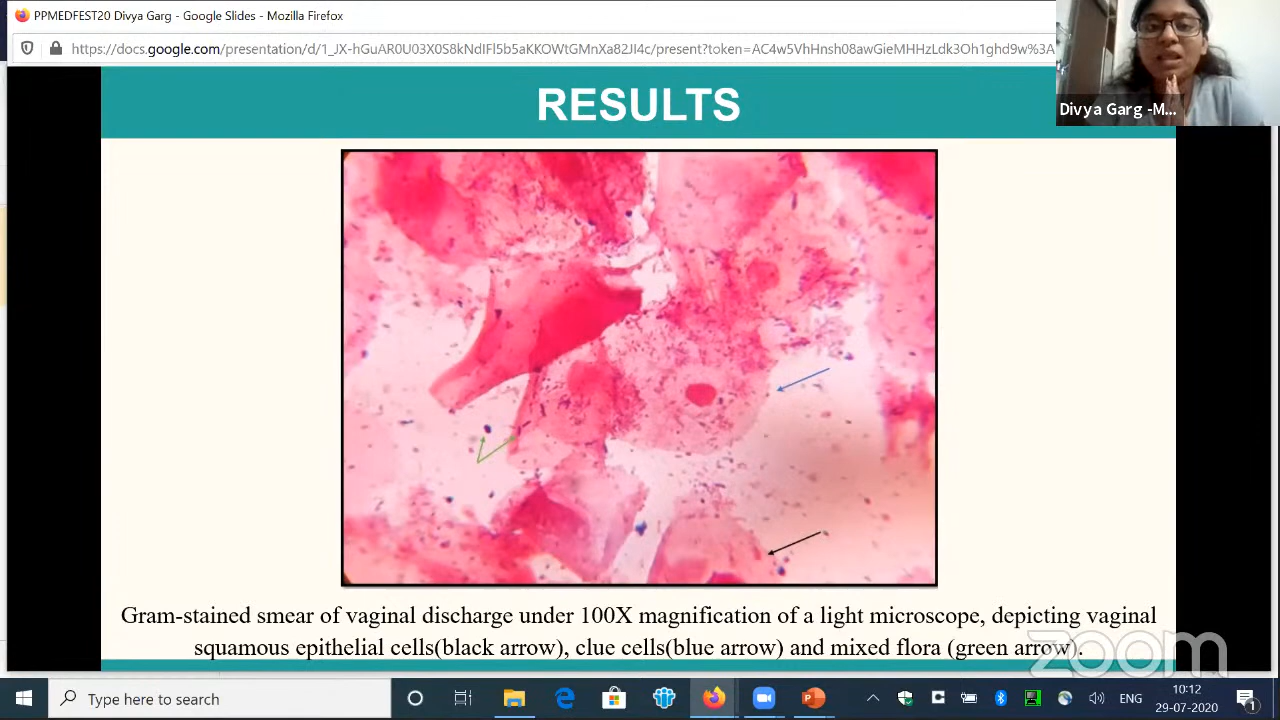 PPMEDFEST20 Divya Garg - Google Slides - Mozilla Firefox
https://docs.google.com/presentation/d/1_JX-hGuAR0U03X0S8kNdIFI5b5aKKOWtGMnXa82JI4c/present?token=AC4w5VhHnsh08awGieMHHzLdk3Oh1ghd9w%3A
Divya Garg -M...
RESULTS
Gram-stained smear of vaginal discharge under 100X magnification of a light microscope, depicting vaginal
squamous epithelial cells(black arrow), clue cells(blue arrow) and mixed flora (green arrow).
zoom
Type here to search
ENG
10:12
29-07-2020
1